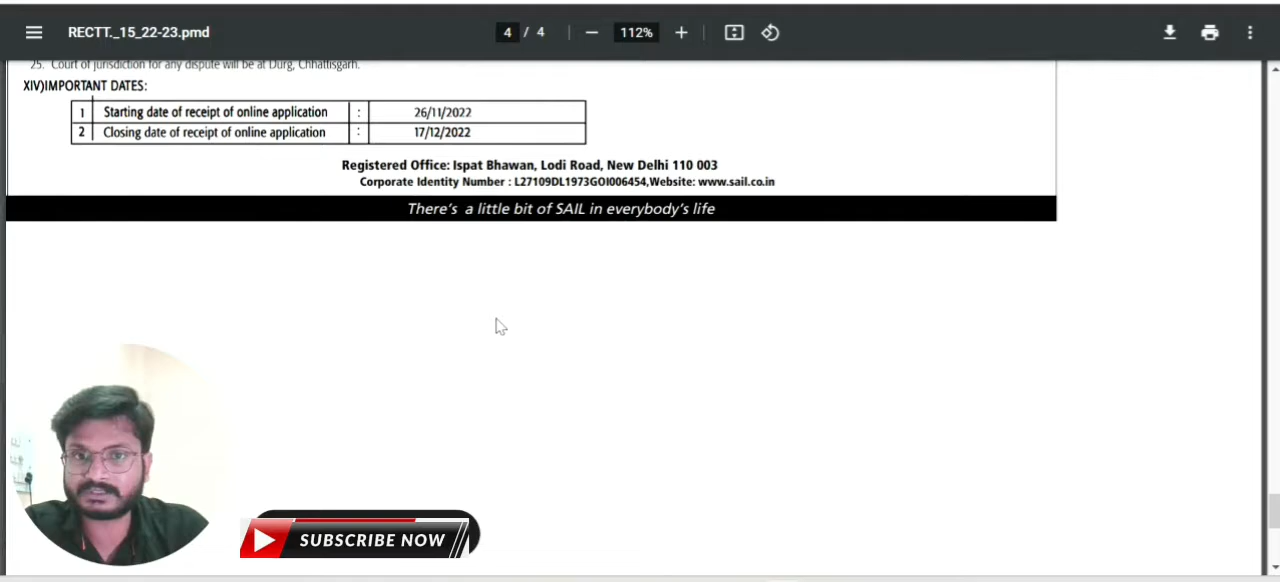 RECTT._15_22-23.pmd
4 / 4
112%
25. Court of jurisdiction for any dispute will be at Durg, Chhattisgarh.
XIV)IMPORTANT DATES:
1 Starting date of receipt of online application : 26/11/2022
2 Closing date of receipt of online application : 17/12/2022
Registered Office: Ispat Bhawan, Lodi Road, New Delhi 110 003
Corporate Identity Number : L27109DL1973GOI006454,Website: www.sail.co.in
There's a little bit of SAIL in everybody's life
SUBSCRIBE NOW